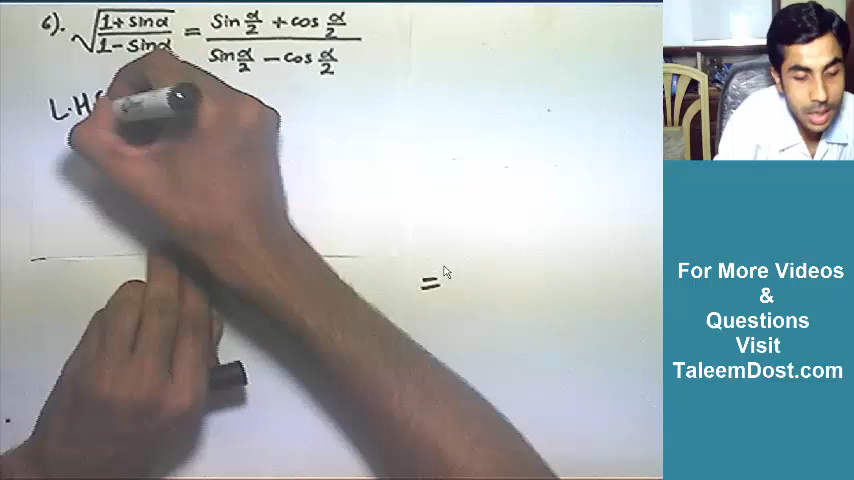 6). √(1 + sinα / 1 - sinα) = Sin α/2 + cos α/2 / Sin α/2 - cos α/2
L.H
=
For More Videos
&
Questions
Visit
TaleemDost.com